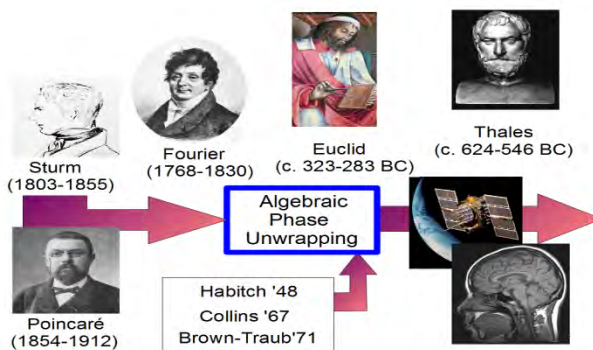 Sturm
(1803-1855)
Fourier
(1768-1830)
Euclid
(c. 323-283 BC)
Thales
(c. 624-546 BC)
Algebraic
Phase
Unwrapping
Poincaré
(1854-1912)
Habitch '48
Collins '67
Brown-Traub'71